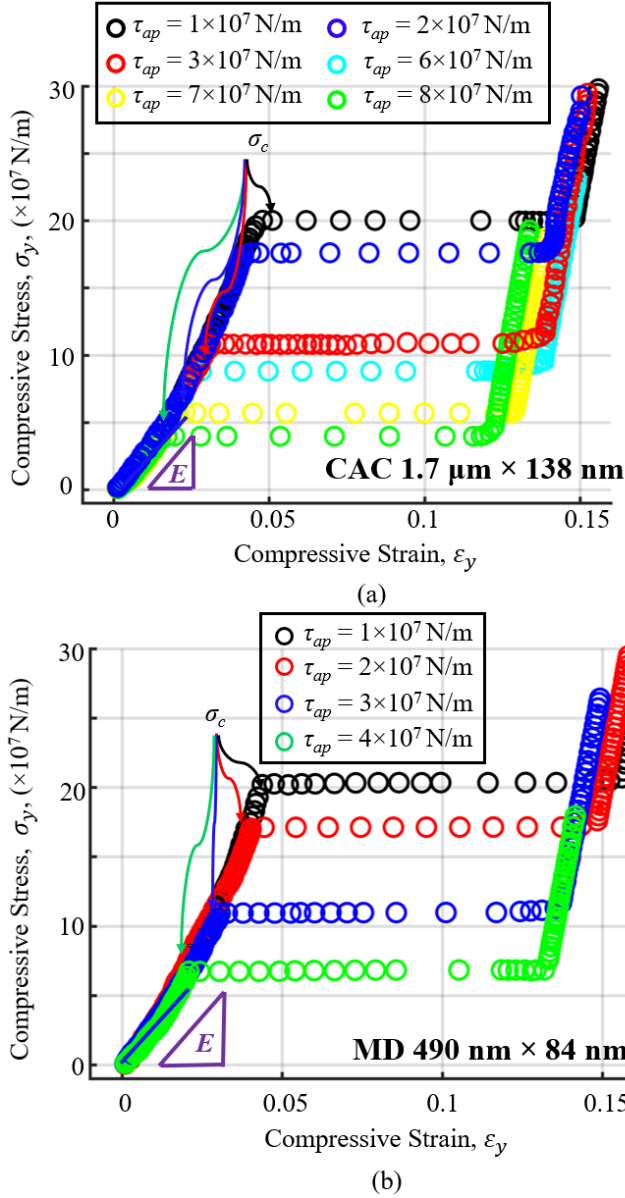 τap = 1×10⁷ N/m τap = 2×10⁷ N/m
τap = 3×10⁷ N/m τap = 6×10⁷ N/m
τap = 7×10⁷ N/m τap = 8×10⁷ N/m
30
σc
20
10
0
Compressive Stress, σy, (×10⁷ N/m)
E
CAC 1.7 μm × 138 nm
0 0.05 0.1 0.15
Compressive Strain, εy
(a)
τap = 1×10⁷ N/m
τap = 2×10⁷ N/m
τap = 3×10⁷ N/m
τap = 4×10⁷ N/m
30
σc
20
10
0
Compressive Stress, σy, (×10⁷ N/m)
E
MD 490 nm × 84 nm
0 0.05 0.1 0.15
Compressive Strain, εy
(b)